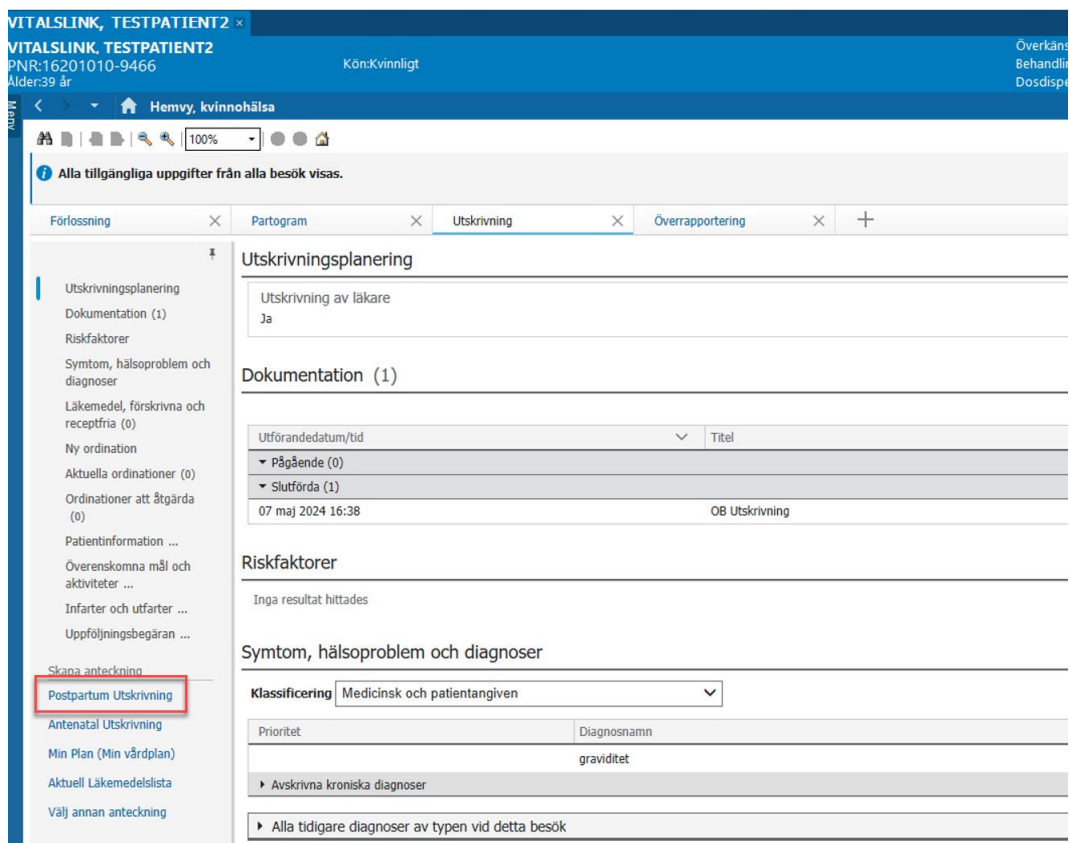 VITALSLINK, TESTPATIENT2 ×
VITALSLINK, TESTPATIENT2
PNR:16201010-9466
Kön:Kvinnligt
Ålder:39 år
Överkäns
Behandlin
Dosdispe
Meny
Hemvy, kvinnohälsa
100%
Alla tillgängliga uppgifter från alla besök visas.
Förlossning
Partogram
Utskrivning
Överrapportering
Utskrivningsplanering
Dokumentation (1)
Riskfaktorer
Symtom, hälsoproblem och
diagnoser
Läkemedel, förskrivna och
receptfria (0)
Ny ordination
Aktuella ordinationer (0)
Ordinationer att åtgärda
(0)
Patientinformation ...
Överenskomna mål och
aktiviteter ...
Infarter och utfarter ...
Uppföljningsbegäran ...
Skapa anteckning
Postpartum Utskrivning
Antenatal Utskrivning
Min Plan (Min vårdplan)
Aktuell Läkemedelslista
Välj annan anteckning
Utskrivningsplanering
Utskrivning av läkare
Ja
Dokumentation (1)
Utförandedatum/tid
Titel
Pågående (0)
Slutförda (1)
07 maj 2024 16:38
OB Utskrivning
Riskfaktorer
Inga resultat hittades
Symtom, hälsoproblem och diagnoser
Klassificering Medicinsk och patientangiven
Prioritet
Diagnosnamn
graviditet
Avskrivna kroniska diagnoser
Alla tidigare diagnoser av typen vid detta besök